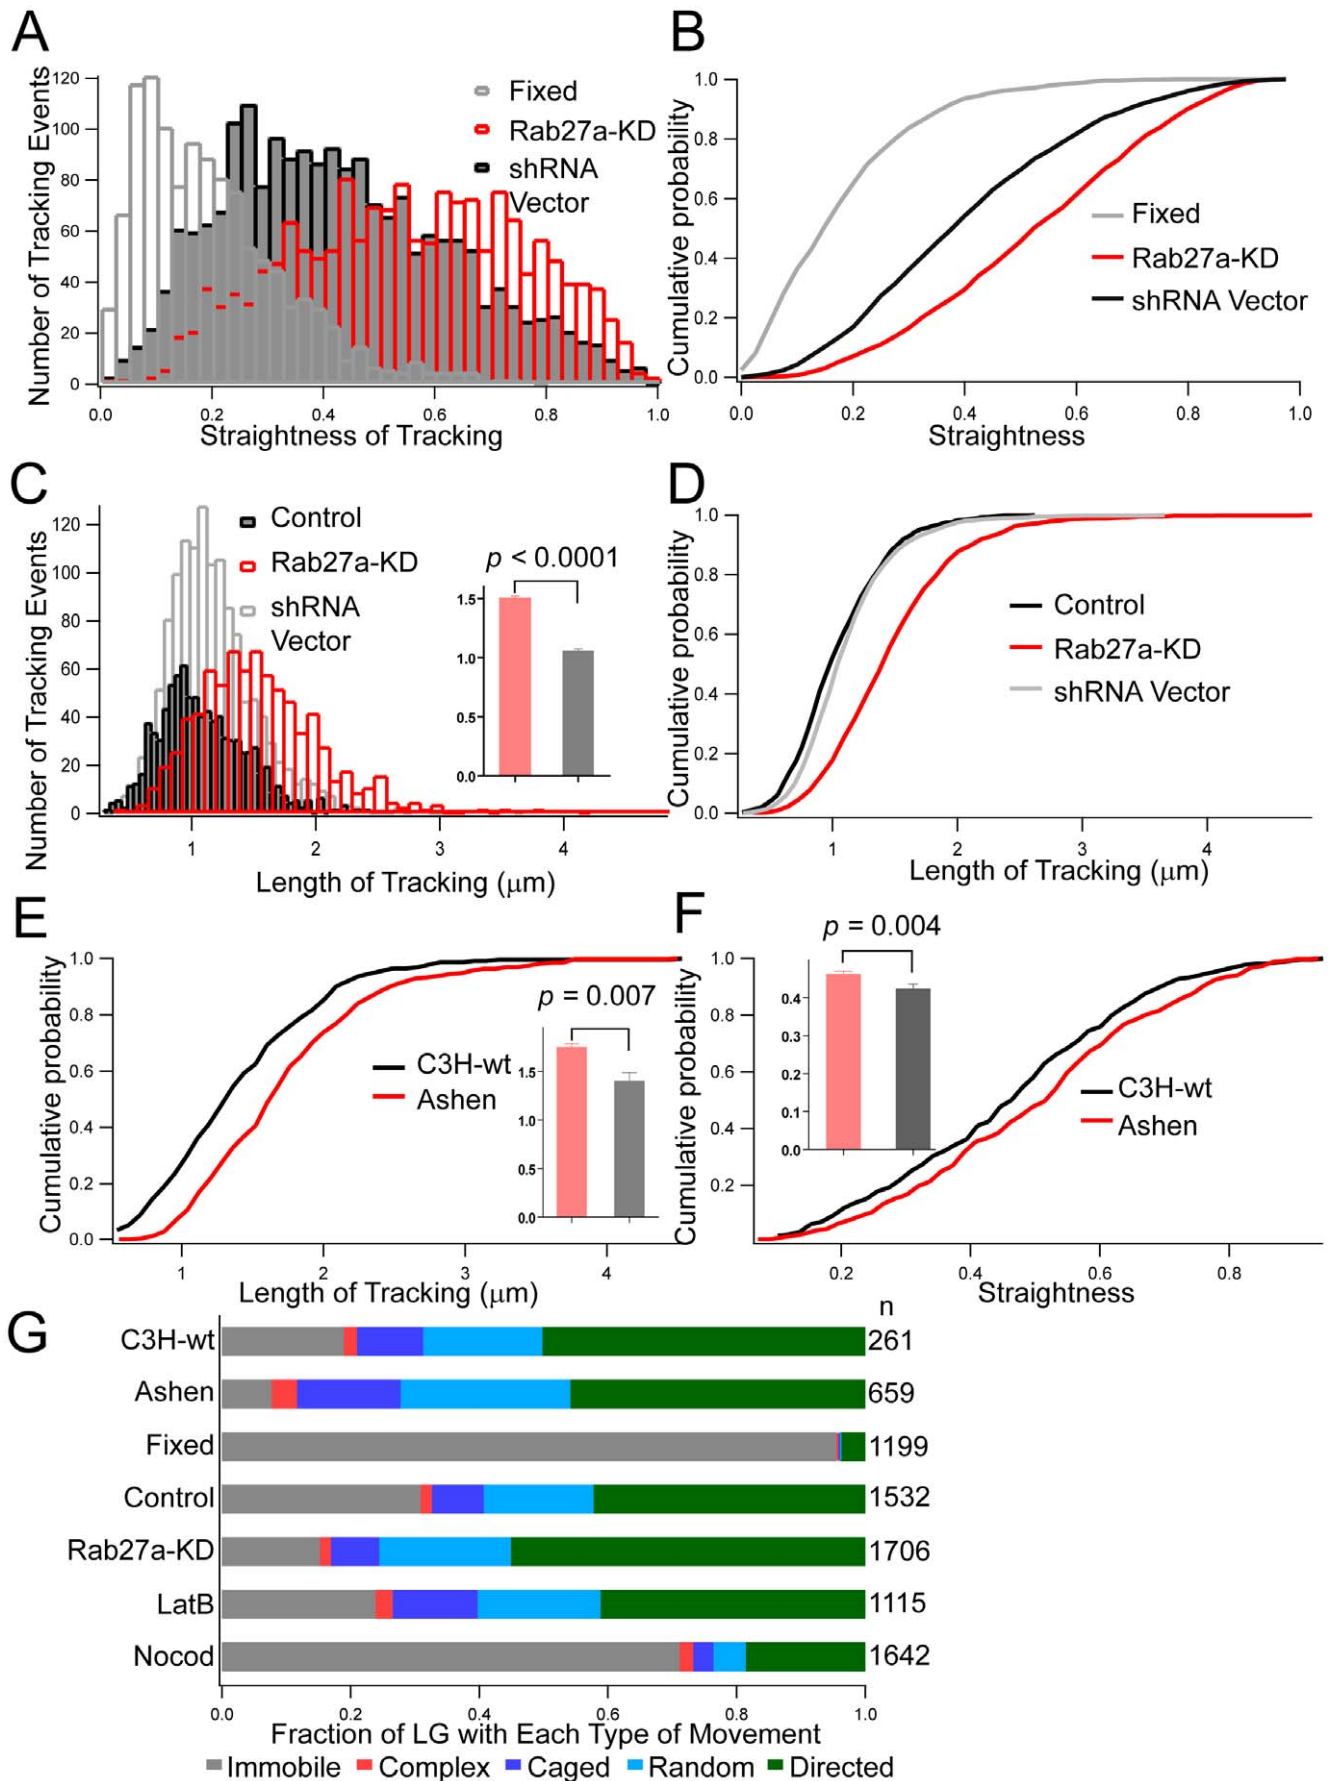 A
Number of Tracking Events
120
100
80
60
40
20
0
0.0 0.2 0.4 0.6 0.8 1.0
Straightness of Tracking
Fixed
Rab27a-KD
shRNA
Vector
B
Cumulative probability
1.0
0.8
0.6
0.4
0.2
0.0
0.0 0.2 0.4 0.6 0.8 1.0
Straightness
Fixed
Rab27a-KD
shRNA Vector
C
Number of Tracking Events
120
100
80
60
40
20
0
1 2 3 4
Length of Tracking (μm)
Control
Rab27a-KD
shRNA
Vector
p < 0.0001
1.5
1.0
0.5
0.0
D
Cumulative probability
1.0
0.8
0.6
0.4
0.2
0.0
1 2 3 4
Length of Tracking (μm)
Control
Rab27a-KD
shRNA Vector
E
Cumulative probability
1.0
0.8
0.6
0.4
0.2
0.0
1 2 3 4
Length of Tracking (μm)
C3H-wt
Ashen
p = 0.007
1.5
1.0
0.5
0.0
F
Cumulative probability
1.0
0.8
0.6
0.4
0.2
0.2 0.4 0.6 0.8
Straightness
p = 0.004
0.4
0.3
0.2
0.1
0.0
C3H-wt
Ashen
G
n
C3H-wt 261
Ashen 659
Fixed 1199
Control 1532
Rab27a-KD 1706
LatB 1115
Nocod 1642
0.0 0.2 0.4 0.6 0.8 1.0
Fraction of LG with Each Type of Movement
Immobile Complex Caged Random Directed